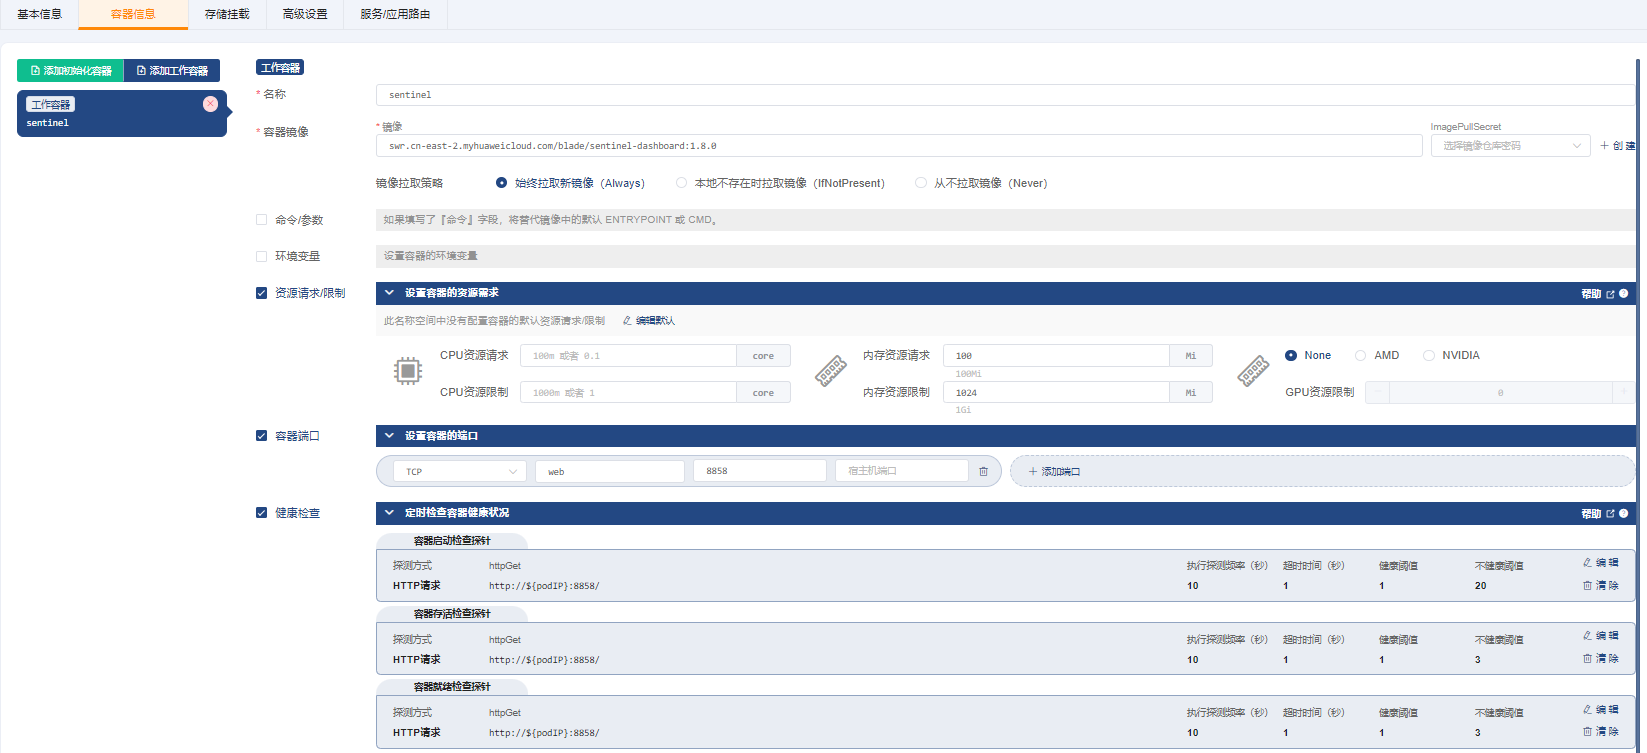 基本信息 容器信息 存储挂载 高级设置 服务/应用路由
添加初始化容器 添加工作容器
工作容器
sentinel
工作容器
* 名称 sentinel
* 容器镜像 * 镜像 ImagePullSecret
swr.cn-east-2.myhuaweicloud.com/blade/sentinel-dashboard:1.8.0 选择镜像仓库密码 + 创建
镜像拉取策略 始终拉取新镜像（Always） 本地不存在时拉取镜像（IfNotPresent） 从不拉取镜像（Never）
命令/参数 如果填写了『命令』字段，将替代镜像中的默认 ENTRYPOINT 或 CMD。
环境变量 设置容器的环境变量
资源请求/限制 设置容器的资源需求 帮助
此名称空间中没有配置容器的默认资源请求/限制 编辑默认
CPU资源请求 100m 或者 0.1 core 内存资源请求 100 Mi None AMD NVIDIA
100Mi
CPU资源限制 1000m 或者 1 core 内存资源限制 1024 Mi GPU资源限制 - 0
1Gi
容器端口 设置容器的端口
TCP web 8858 宿主机端口 + 添加端口
健康检查 定时检查容器健康状况 帮助
容器启动检查探针
探测方式 httpGet 执行探测频率（秒） 超时时间（秒） 健康阈值 不健康阈值 编辑
HTTP请求 http://${podIP}:8858/ 10 1 1 20 清除
容器存活检查探针
探测方式 httpGet 执行探测频率（秒） 超时时间（秒） 健康阈值 不健康阈值 编辑
HTTP请求 http://${podIP}:8858/ 10 1 1 3 清除
容器就绪检查探针
探测方式 httpGet 执行探测频率（秒） 超时时间（秒） 健康阈值 不健康阈值 编辑
HTTP请求 http://${podIP}:8858/ 10 1 1 3 清除